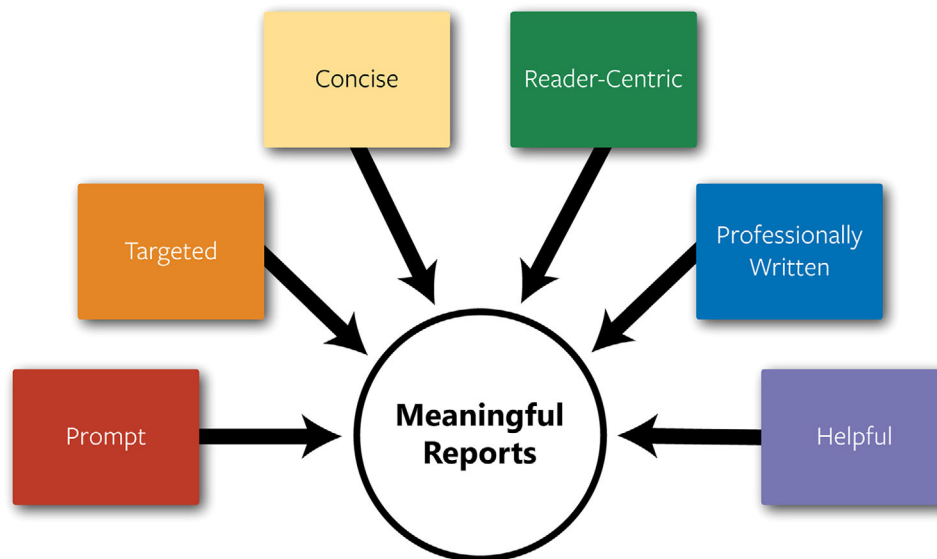 Concise
Reader-Centric
Targeted
Professionally
Written
Prompt
Meaningful
Reports
Helpful